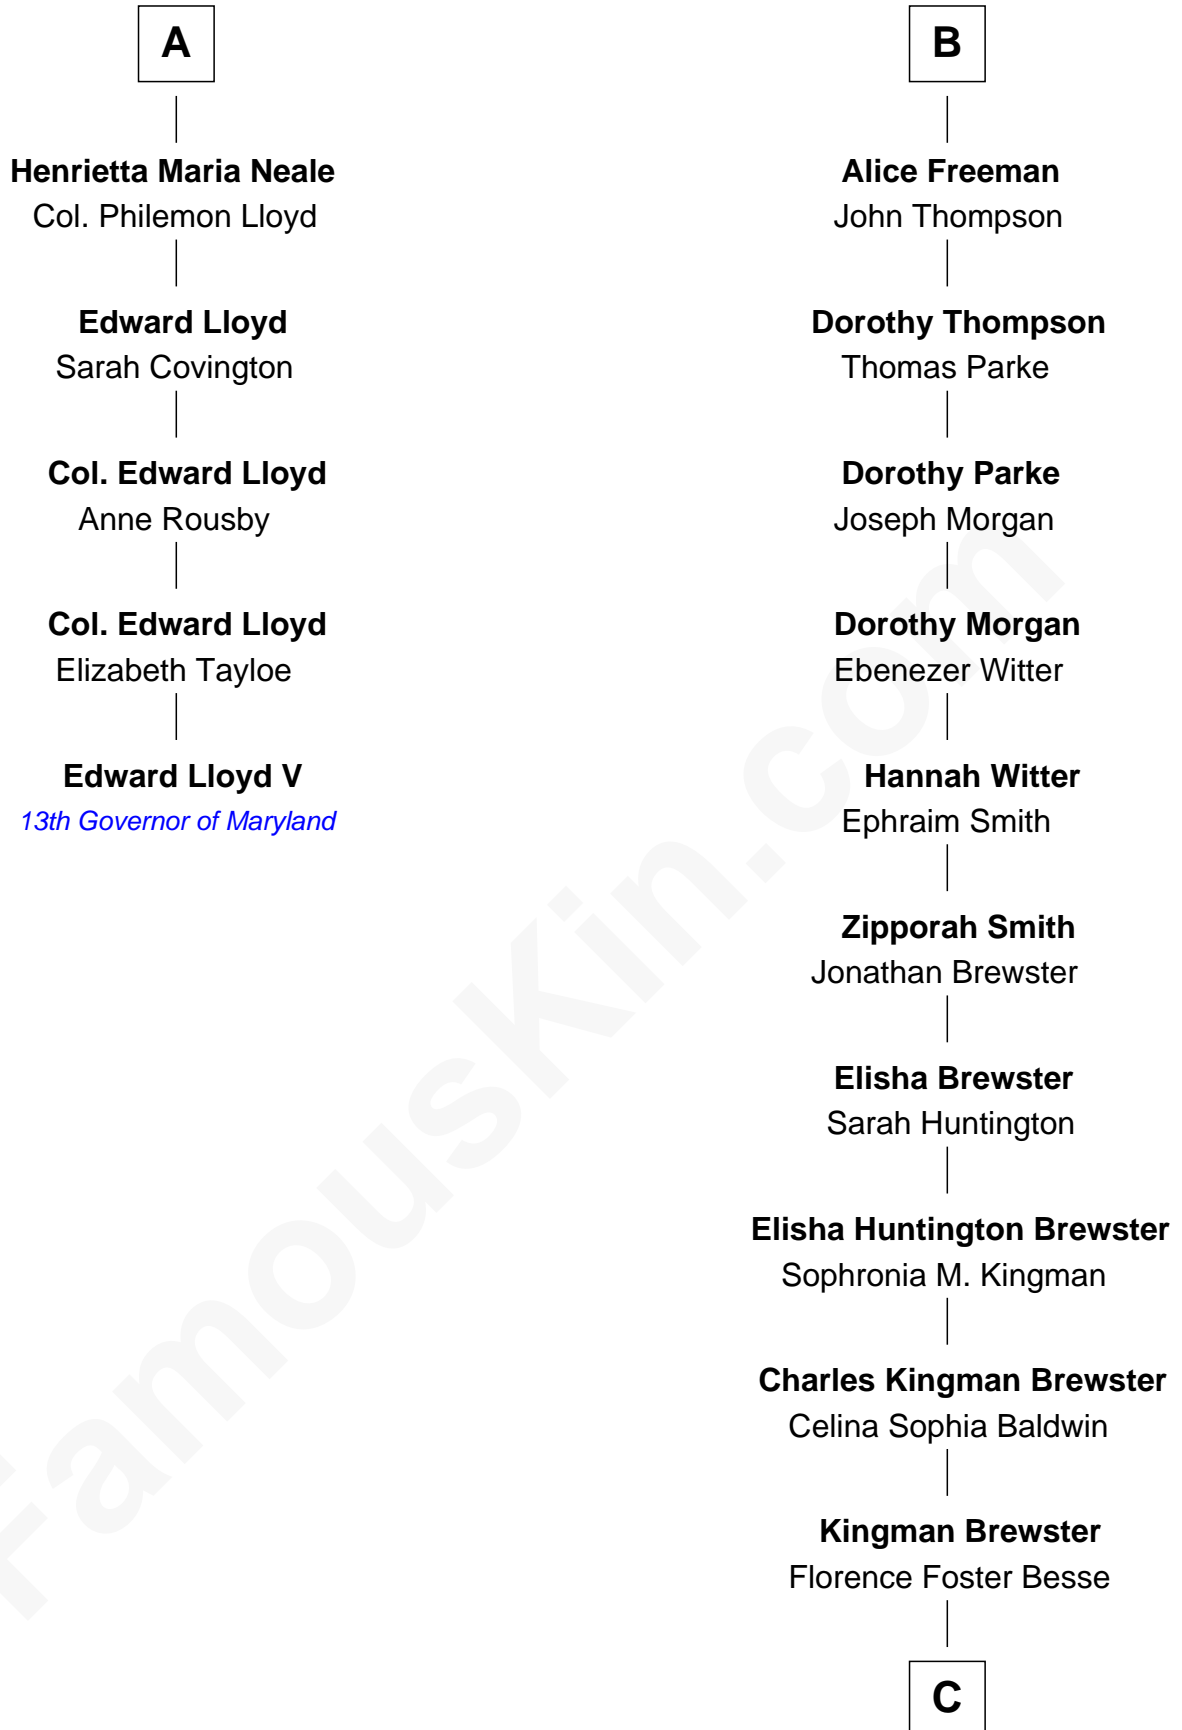 A
Henrietta Maria Neale
Col. Philemon Lloyd
Edward Lloyd
Sarah Covington
Col. Edward Lloyd
Anne Rousby
Col. Edward Lloyd
Elizabeth Tayloe
Edward Lloyd V
13th Governor of Maryland
B
Alice Freeman
John Thompson
Dorothy Thompson
Thomas Parke
Dorothy Parke
Joseph Morgan
Dorothy Morgan
Ebenezer Witter
Hannah Witter
Ephraim Smith
Zipporah Smith
Jonathan Brewster
Elisha Brewster
Sarah Huntington
Elisha Huntington Brewster
Sophronia M. Kingman
Charles Kingman Brewster
Celina Sophia Baldwin
Kingman Brewster
Florence Foster Besse
C
FamousKin.com